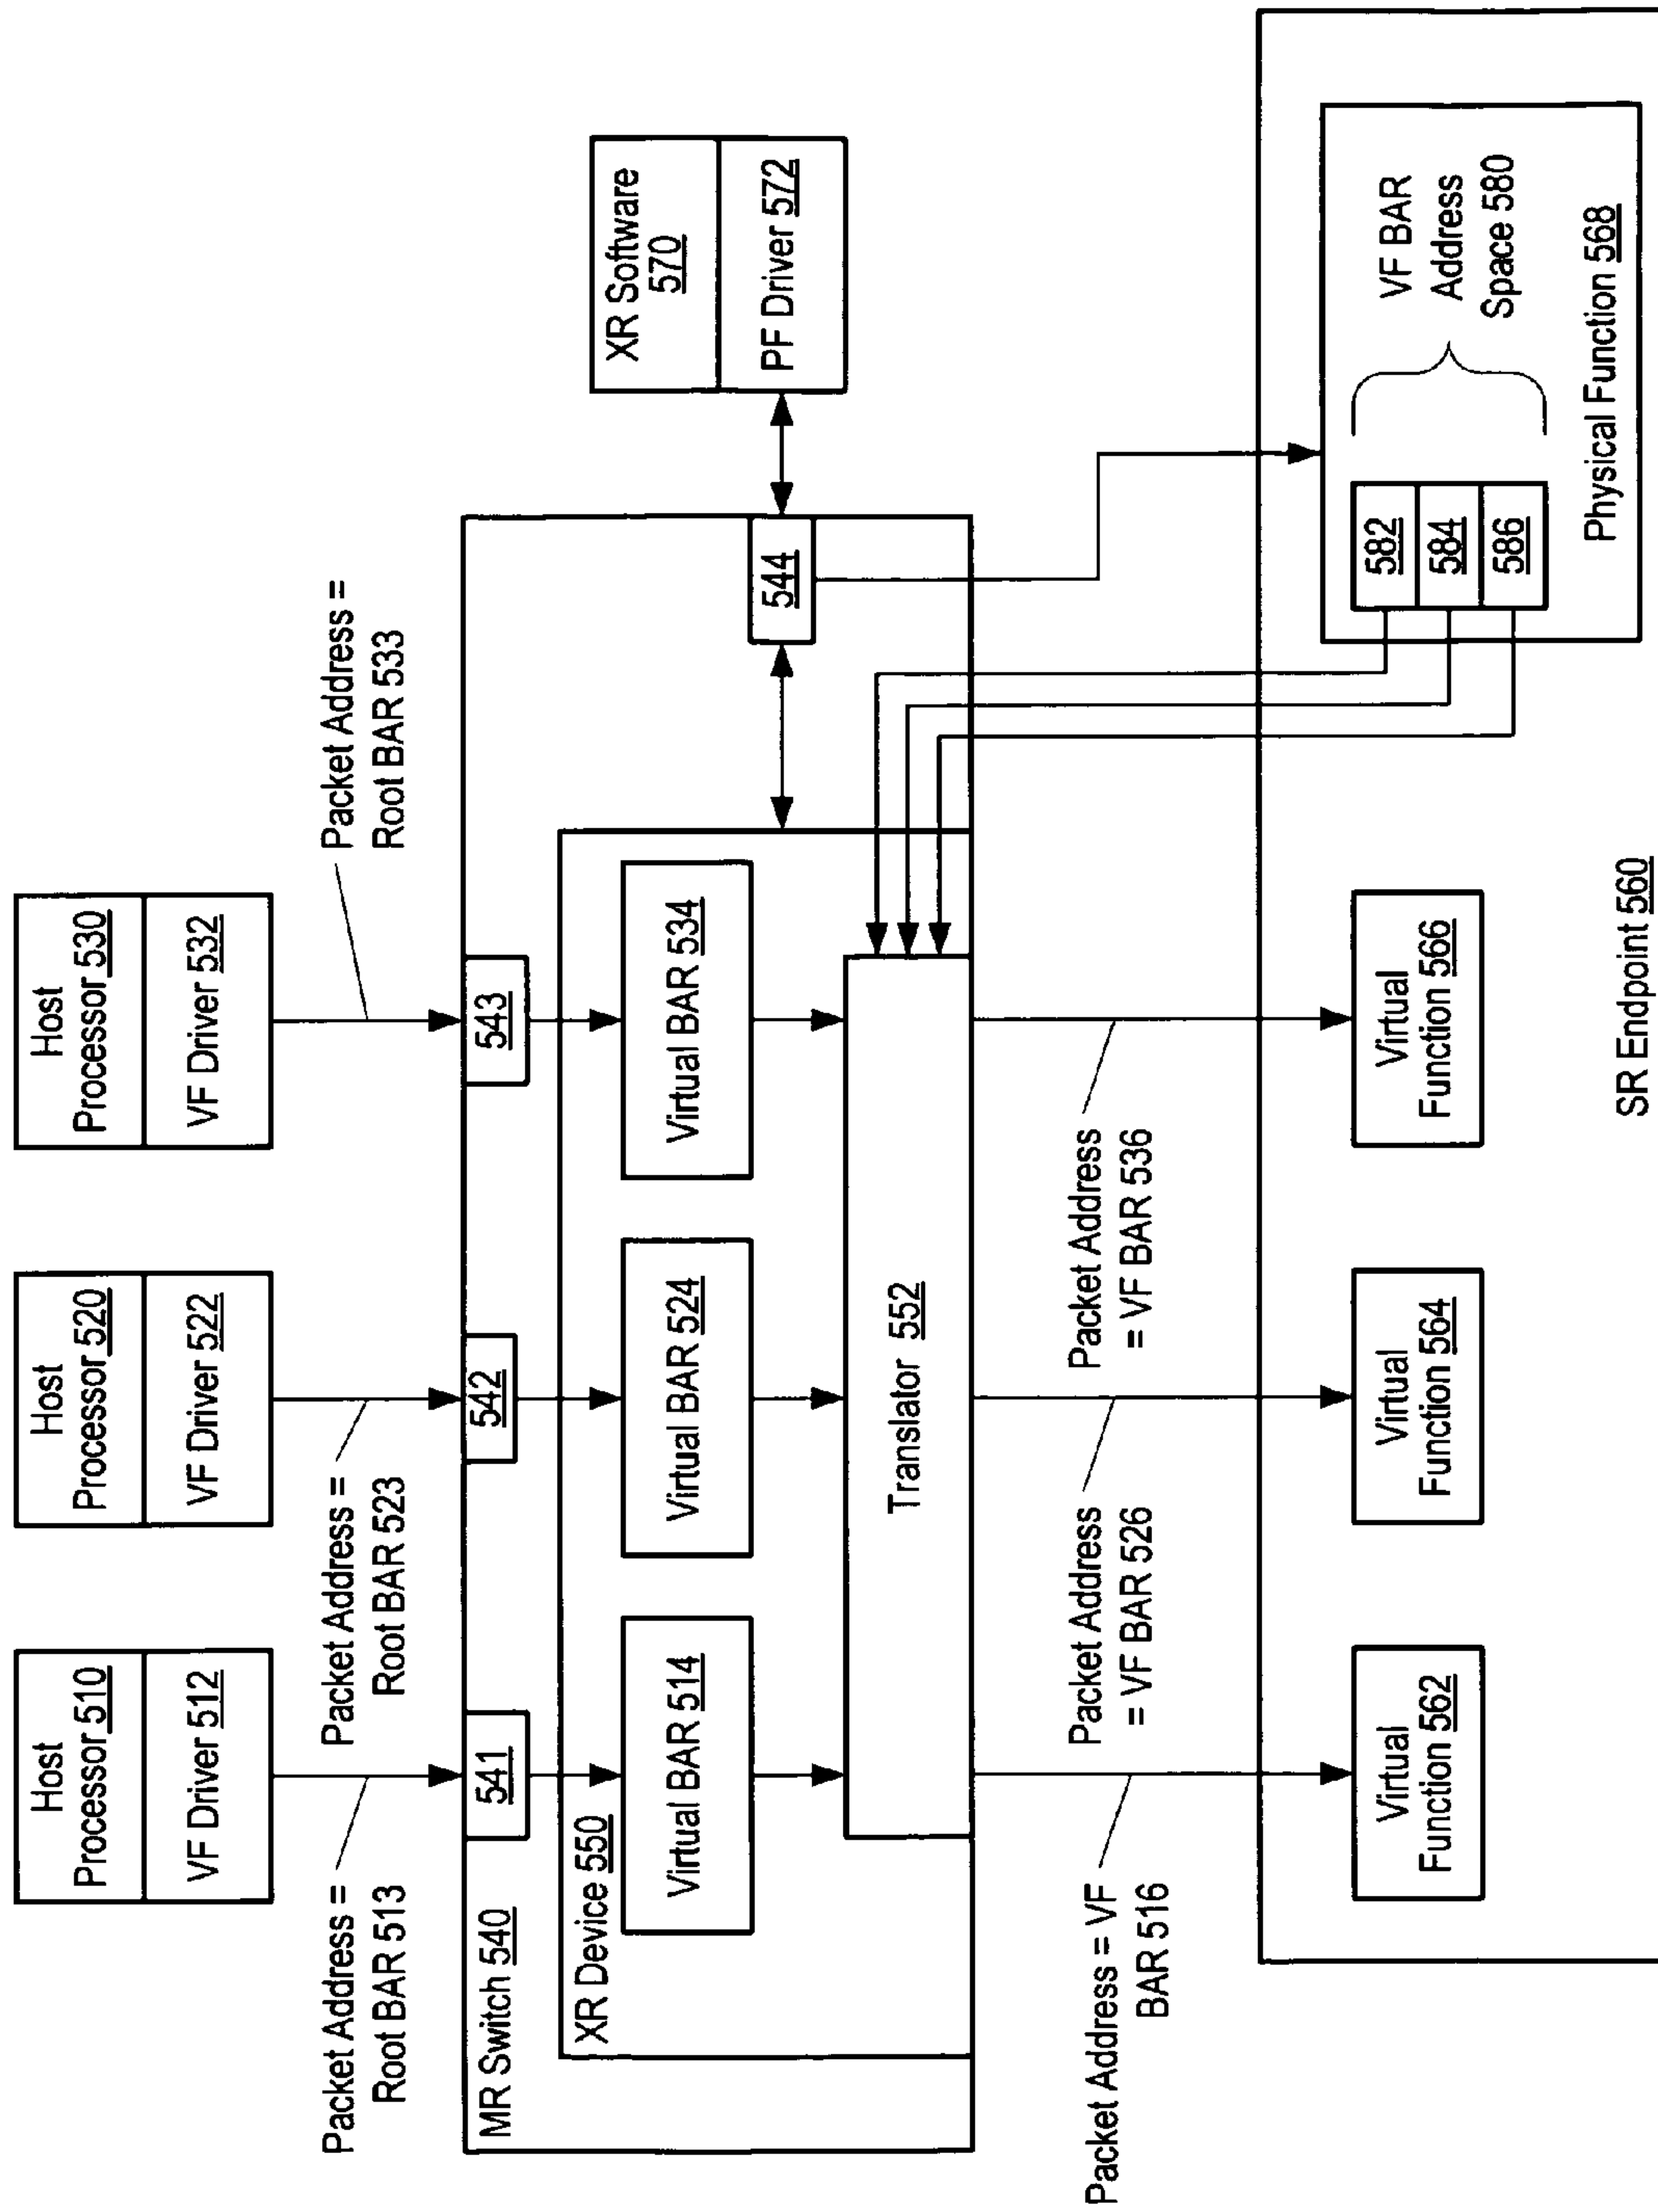 Host
Processor 510
VF Driver 512
Host
Processor 520
VF Driver 522
Host
Processor 530
VF Driver 532
Packet Address =
Root BAR 513
Packet Address =
Root BAR 523
Packet Address =
Root BAR 533
MR Switch 540
541
542
543
544
XR Software
570
PF Driver 572
XR Device 550
Virtual BAR 514
Virtual BAR 524
Virtual BAR 534
Translator 552
Packet Address = VF
BAR 516
Packet Address
= VF BAR 526
Packet Address
= VF BAR 536
Virtual
Function 562
Virtual
Function 564
Virtual
Function 566
582
584
586
VF BAR
Address
Space 580
Physical Function 568
SR Endpoint 560